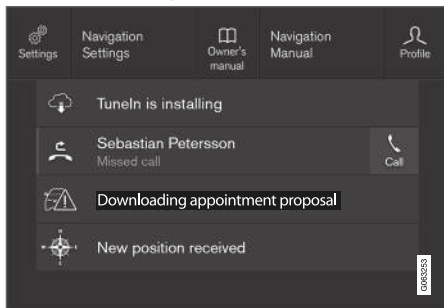 Settings
Navigation
Settings
Owner's
manual
Navigation
Manual
Profile
TuneIn is installing
Sebastian Petersson
Missed call
Call
Downloading appointment proposal
New position received
G063253